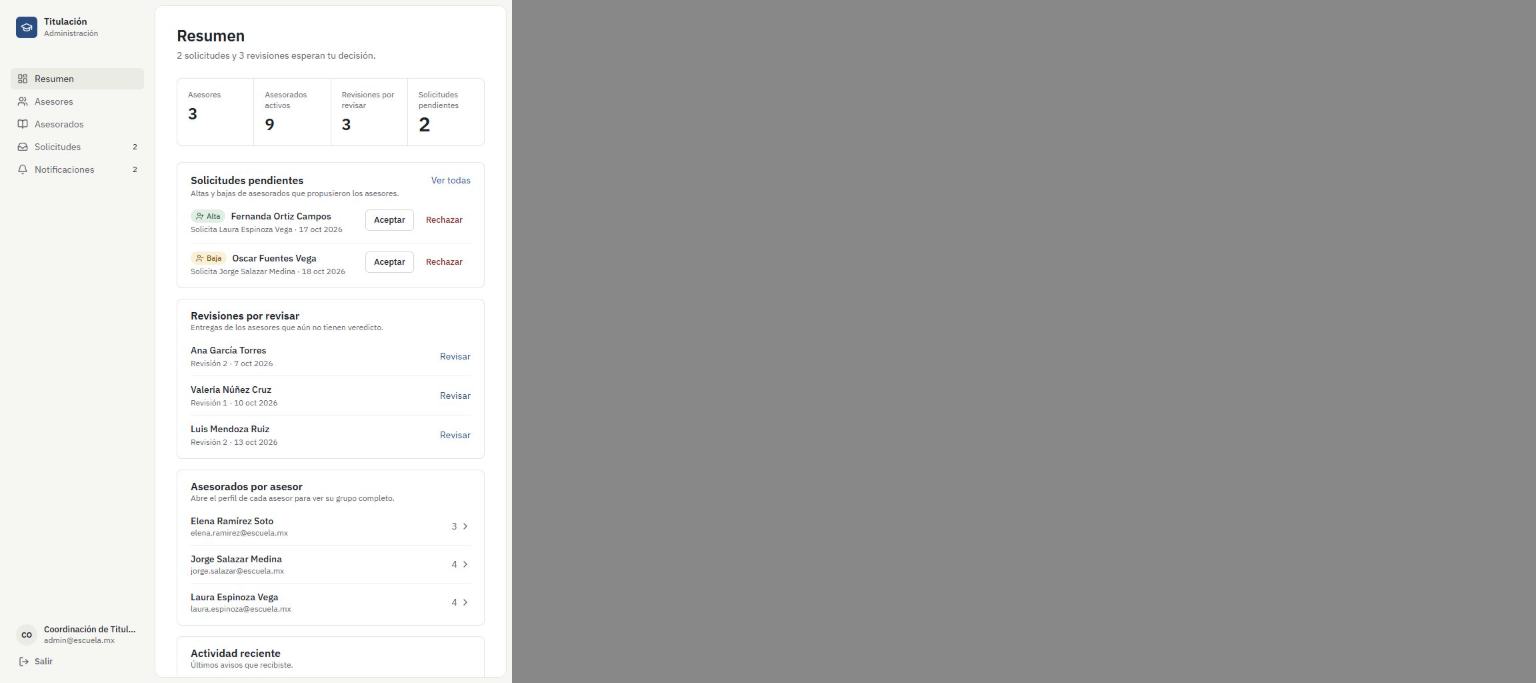 Titulación
Administración
Resumen
Asesores
Asesorados
Solicitudes 2
Notificaciones 2
CO
Coordinación de Titul...
admin@escuela.mx
Salir
Resumen
2 solicitudes y 3 revisiones esperan tu decisión.
Asesores
3
Asesorados
activos
9
Revisiones por
revisar
3
Solicitudes
pendientes
2
Solicitudes pendientes
Ver todas
Altas y bajas de asesorados que propusieron los asesores.
Alta Fernanda Ortiz Campos
Solicita Laura Espinoza Vega · 17 oct 2026
Aceptar Rechazar
Baja Oscar Fuentes Vega
Solicita Jorge Salazar Medina · 18 oct 2026
Aceptar Rechazar
Revisiones por revisar
Entregas de los asesores que aún no tienen veredicto.
Ana García Torres
Revisión 2 · 7 oct 2026
Revisar
Valeria Núñez Cruz
Revisión 1 · 10 oct 2026
Revisar
Luis Mendoza Ruiz
Revisión 2 · 13 oct 2026
Revisar
Asesorados por asesor
Abre el perfil de cada asesor para ver su grupo completo.
Elena Ramírez Soto
elena.ramirez@escuela.mx
3
Jorge Salazar Medina
jorge.salazar@escuela.mx
4
Laura Espinoza Vega
laura.espinoza@escuela.mx
4
Actividad reciente
Últimos avisos que recibiste.